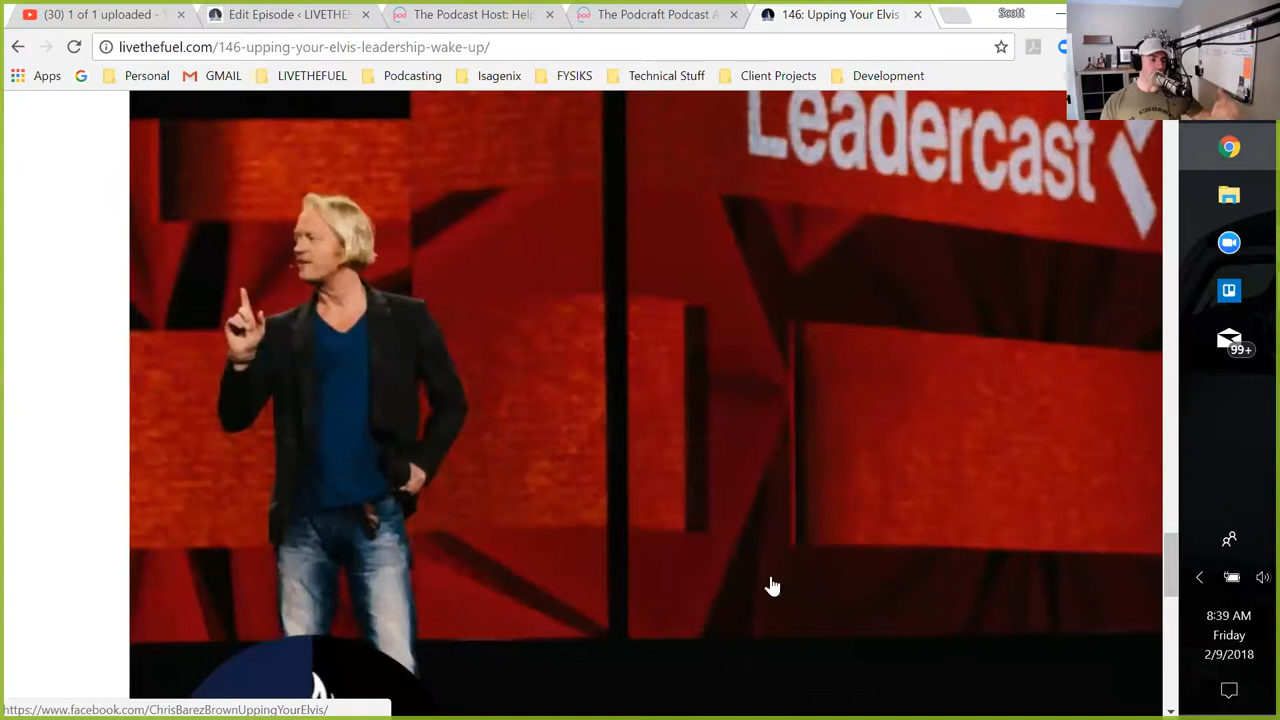 (30) 1 of 1 uploaded -
Edit Episode ‹ LIVETHEF
The Podcast Host: Help
The Podcraft Podcast A
146: Upping Your Elvis
Scott
livethefuel.com/146-upping-your-elvis-leadership-wake-up/
Apps
Personal
GMAIL
LIVETHEFUEL
Podcasting
Isagenix
FYSIKS
Technical Stuff
Client Projects
Development
Leadercast
99+
8:39 AM
Friday
2/9/2018
https://www.facebook.com/ChrisBarezBrownUppingYourElvis/